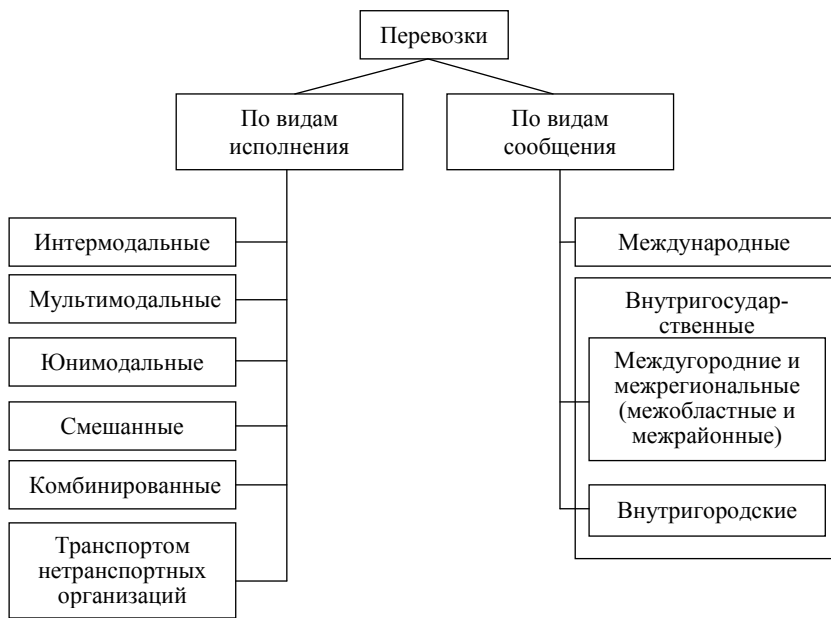 Перевозки
По видам
исполнения
По видам
сообщения
Интермодальные
Мультимодальные
Юнимодальные
Смешанные
Комбинированные
Транспортом
нетранспортных
организаций
Международные
Внутригосудар-
ственные
Междугородние и
межрегиональные
(межобластные и
межрайонные)
Внутригородские